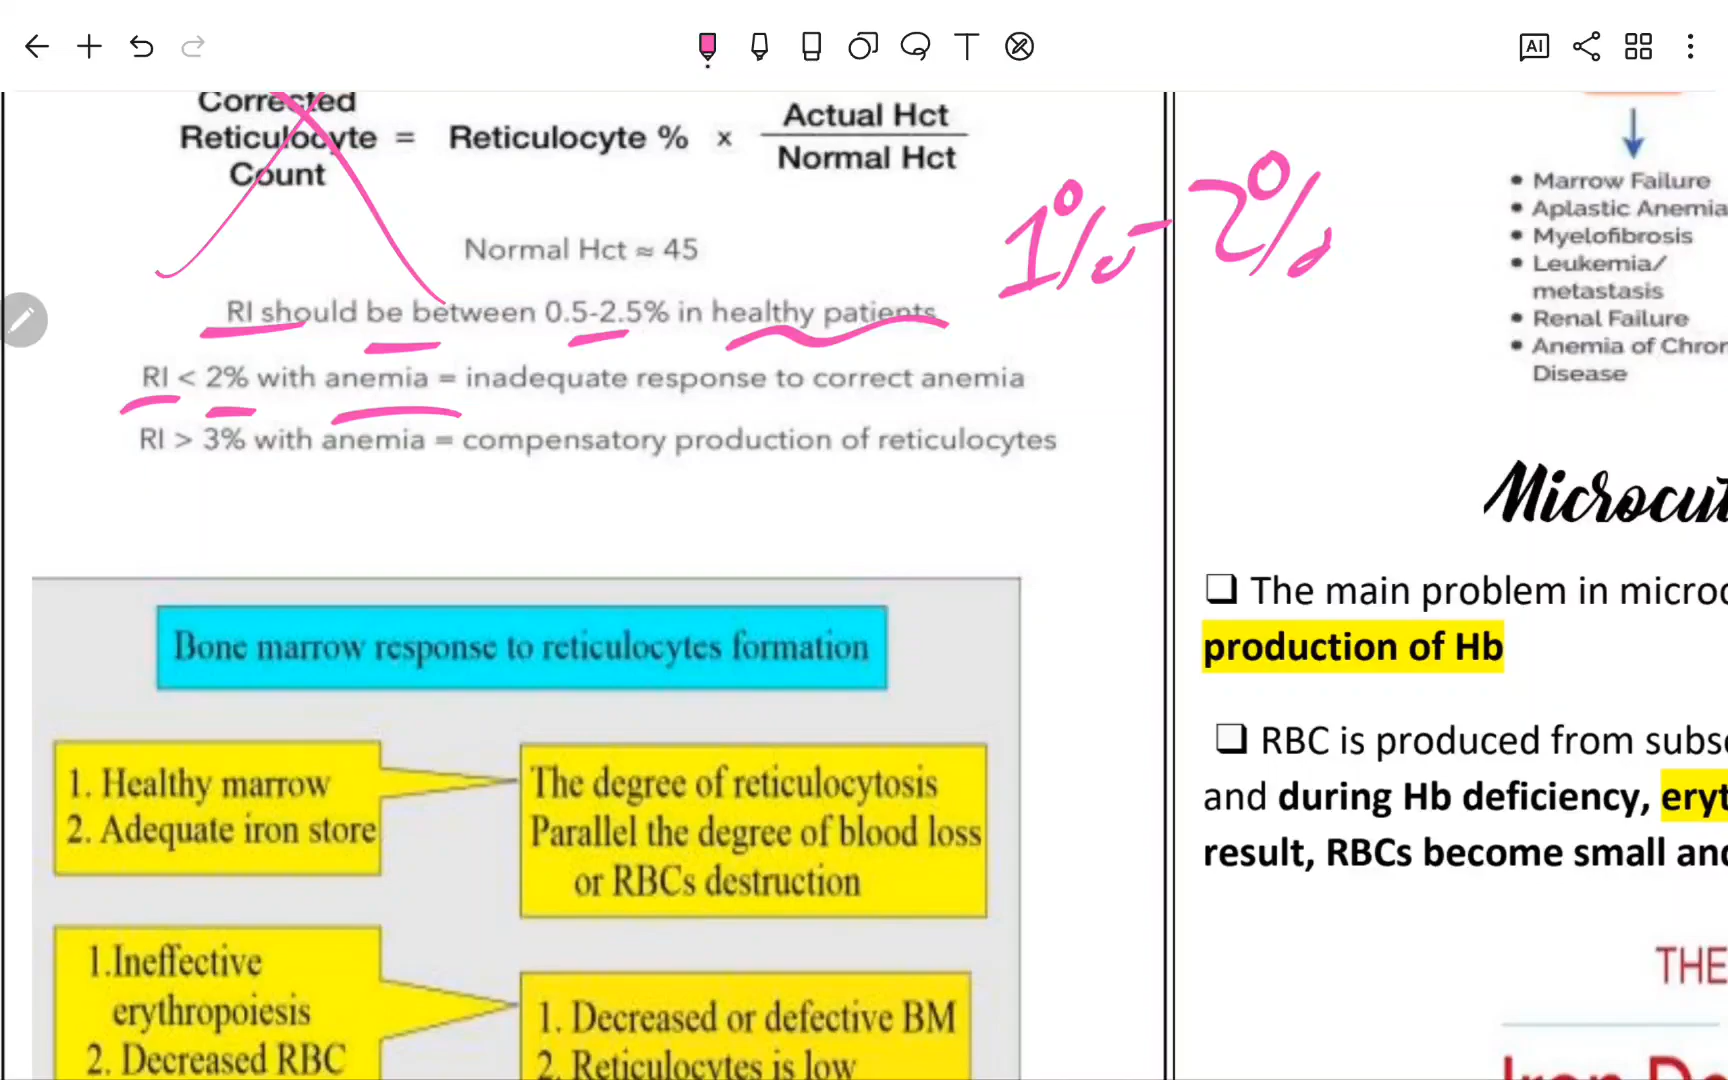 AI
Corrected
Reticulocyte = Reticulocyte % x Actual Hct
Normal Hct
Count
1% - 2%
Normal Hct ≈ 45
RI should be between 0.5-2.5% in healthy patients
RI < 2% with anemia = inadequate response to correct anemia
RI > 3% with anemia = compensatory production of reticulocytes
Bone marrow response to reticulocytes formation
1. Healthy marrow
2. Adequate iron store
The degree of reticulocytosis
Parallel the degree of blood loss
or RBCs destruction
1.Ineffective
erythropoiesis
2. Decreased RBC
1. Decreased or defective BM
2. Reticulocytes is low
• Marrow Failure
• Aplastic Anemia
• Myelofibrosis
• Leukemia/
metastasis
• Renal Failure
• Anemia of Chron
Disease
❑ The main problem in
production of Hb
❑ RBC is produced from
and during Hb deficiency,
result, RBCs become small
THE